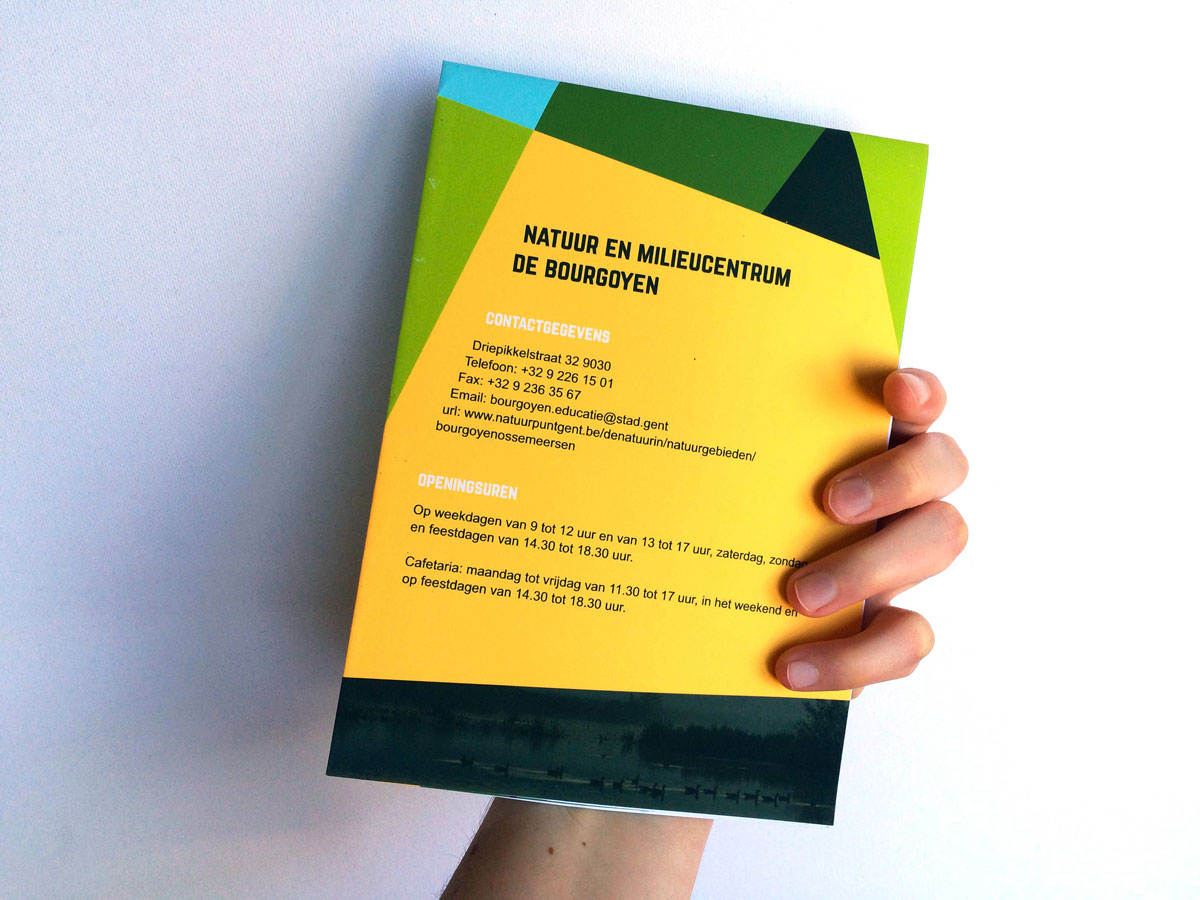 NATUUR EN MILIEUCENTRUM
DE BOURGOYEN
CONTACTGEGEVENS
Driepikkelstraat 32 9030
Telefoon: +32 9 226 15 01
Fax: +32 9 236 35 67
Email: bourgoyen.educatie@stad.gent
url: www.natuurpuntgent.be/denatuurin/natuurgebieden/
bourgoyenossemeersen
OPENINGSUREN
Op weekdagen van 9 tot 12 uur en van 13 tot 17 uur, zaterdag, zondag
en feestdagen van 14.30 tot 18.30 uur.
Cafetaria: maandag tot vrijdag van 11.30 tot 17 uur, in het weekend en
op feestdagen van 14.30 tot 18.30 uur.